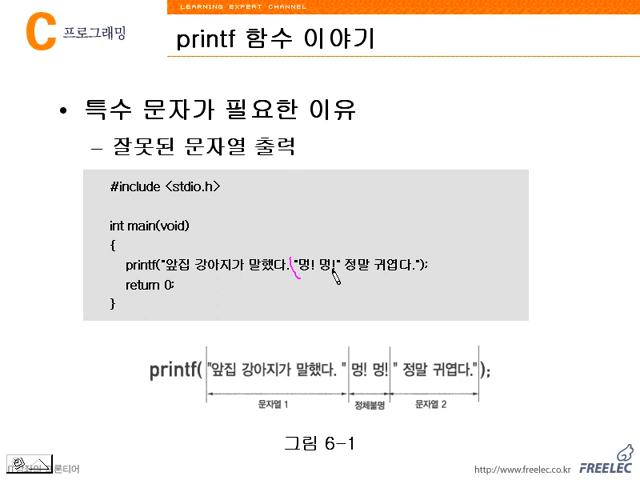 LEARNING EXPERT CHANNEL
C 프로그래밍
printf 함수 이야기
• 특수 문자가 필요한 이유
– 잘못된 문자열 출력
#include <stdio.h>
int main(void)
{
printf("앞집 강아지가 말했다. "멍! 멍!" 정말 귀엽다.");
return 0;
}
printf( "앞집 강아지가 말했다. " 멍! 멍! " 정말 귀엽다." );
문자열 1 정체불명 문자열 2
그림 6-1
론티어
http://www.freelec.co.kr FREELEC